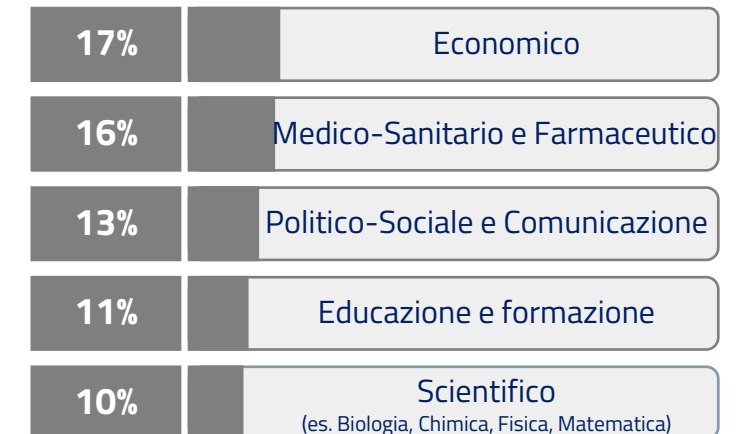 17% Economico
16% Medico-Sanitario e Farmaceutico
13% Politico-Sociale e Comunicazione
11% Educazione e formazione
10% Scientifico
(es. Biologia, Chimica, Fisica, Matematica)